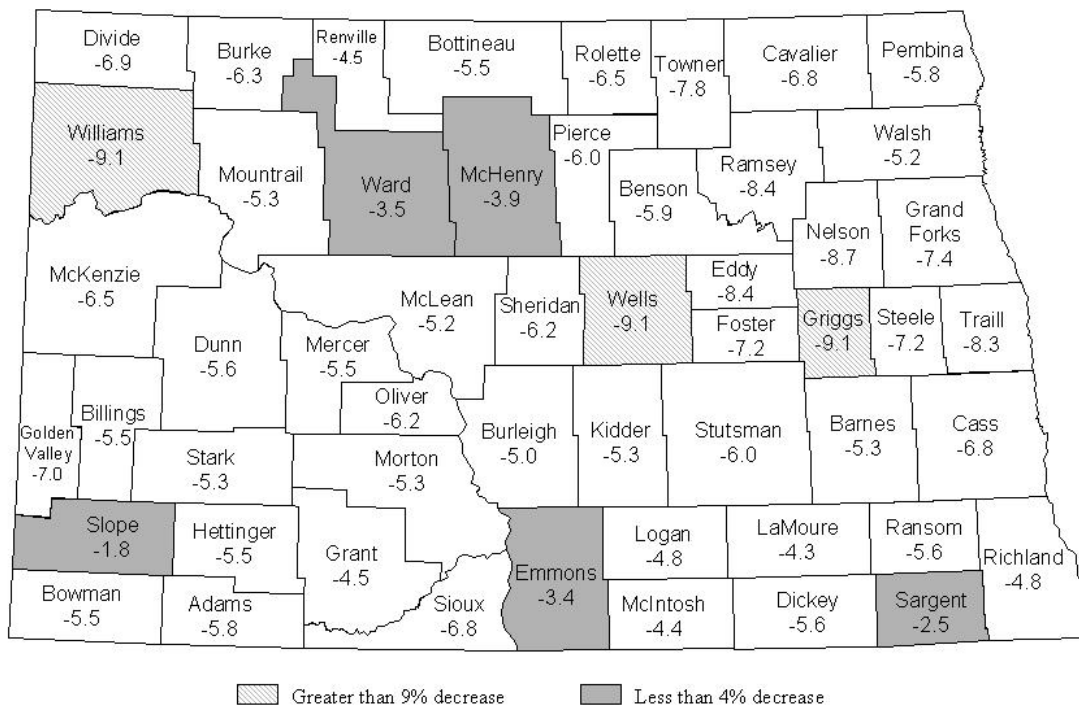 Divide
-6.9
Burke
-6.3
Renville
-4.5
Bottineau
-5.5
Rolette
-6.5
Towner
-7.8
Cavalier
-6.8
Pembina
-5.8
Williams
-9.1
Mountrail
-5.3
Ward
-3.5
McHenry
-3.9
Pierce
-6.0
Benson
-5.9
Ramsey
-8.4
Walsh
-5.2
Nelson
-8.7
Grand
Forks
-7.4
McKenzie
-6.5
Dunn
-5.6
Mercer
-5.5
McLean
-5.2
Sheridan
-6.2
Wells
-9.1
Eddy
-8.4
Foster
-7.2
Griggs
-9.1
Steele
-7.2
Traill
-8.3
Golden
Valley
-7.0
Billings
-5.5
Stark
-5.3
Oliver
-6.2
Morton
-5.3
Burleigh
-5.0
Kidder
-5.3
Stutsman
-6.0
Barnes
-5.3
Cass
-6.8
Slope
-1.8
Hettinger
-5.5
Grant
-4.5
Emmons
-3.4
Logan
-4.8
LaMoure
-4.3
Ransom
-5.6
Richland
-4.8
Bowman
-5.5
Adams
-5.8
Sioux
-6.8
McIntosh
-4.4
Dickey
-5.6
Sargent
-2.5
Greater than 9% decrease
Less than 4% decrease